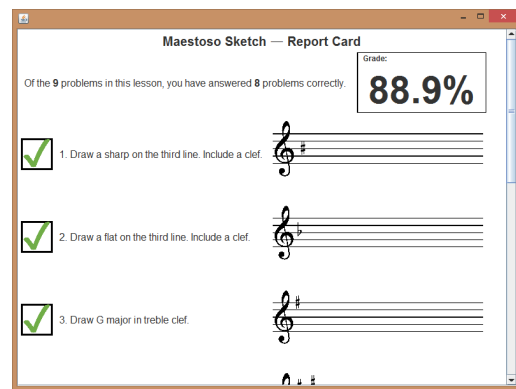 Maestoso Sketch — Report Card
Grade:
Of the 9 problems in this lesson, you have answered 8 problems correctly.
88.9%
1. Draw a sharp on the third line. Include a clef.
2. Draw a flat on the third line. Include a clef.
3. Draw G major in treble clef.